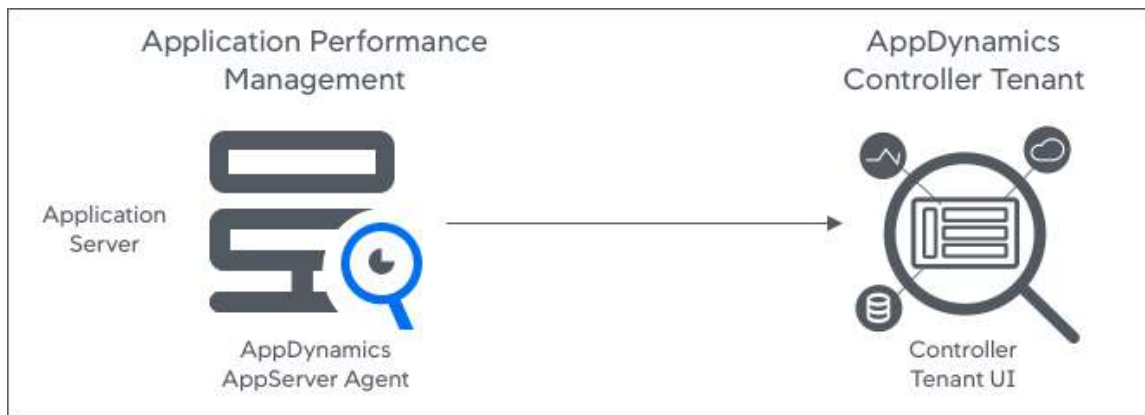 Application Performance
Management
AppDynamics
Controller Tenant
Application
Server
AppDynamics
AppServer Agent
Controller
Tenant UI